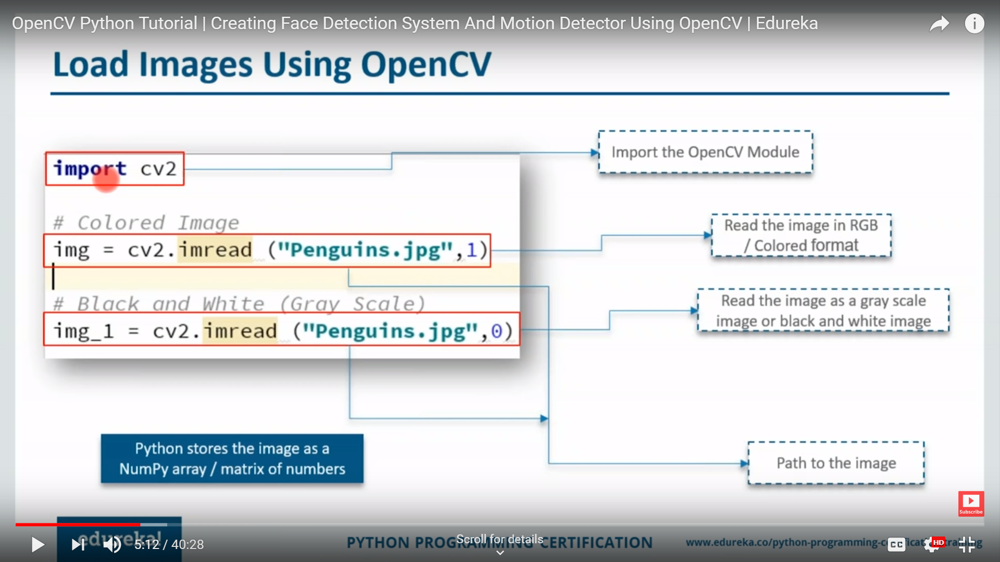 OpenCV Python Tutorial | Creating Face Detection System And Motion Detector Using OpenCV | Edureka
Load Images Using OpenCV
import cv2
# Colored Image
img = cv2.imread ("Penguins.jpg",1)
# Black and White (Gray Scale)
img_1 = cv2.imread ("Penguins.jpg",0)
Import the OpenCV Module
Read the image in RGB
/ Colored format
Read the image as a gray scale
image or black and white image
Path to the image
Python stores the image as a
NumPy array / matrix of numbers
Subscribe
edureka!
5:12 / 40:28
PYTHON PROGRAMMING CERTIFICATION
Scroll for details
www.edureka.co/python-programming-certification-training
CC
HD